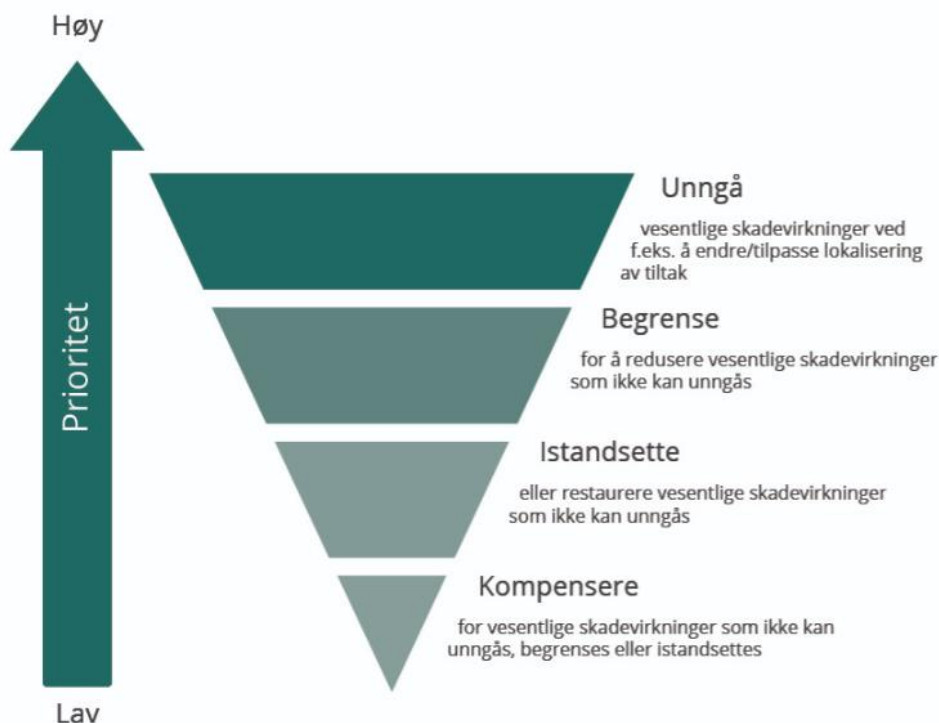 Høy
Prioritet
Unngå
vesentlige skadevirkninger ved
f.eks. å endre/tilpasse lokalisering
av tiltak
Begrense
for å redusere vesentlige skadevirkninger
som ikke kan unngås
Istandsette
eller restaurere vesentlige skadevirkninger
som ikke kan unngås
Kompensere
for vesentlige skadevirkninger som ikke kan
unngås, begrenses eller istandsettes
Lav